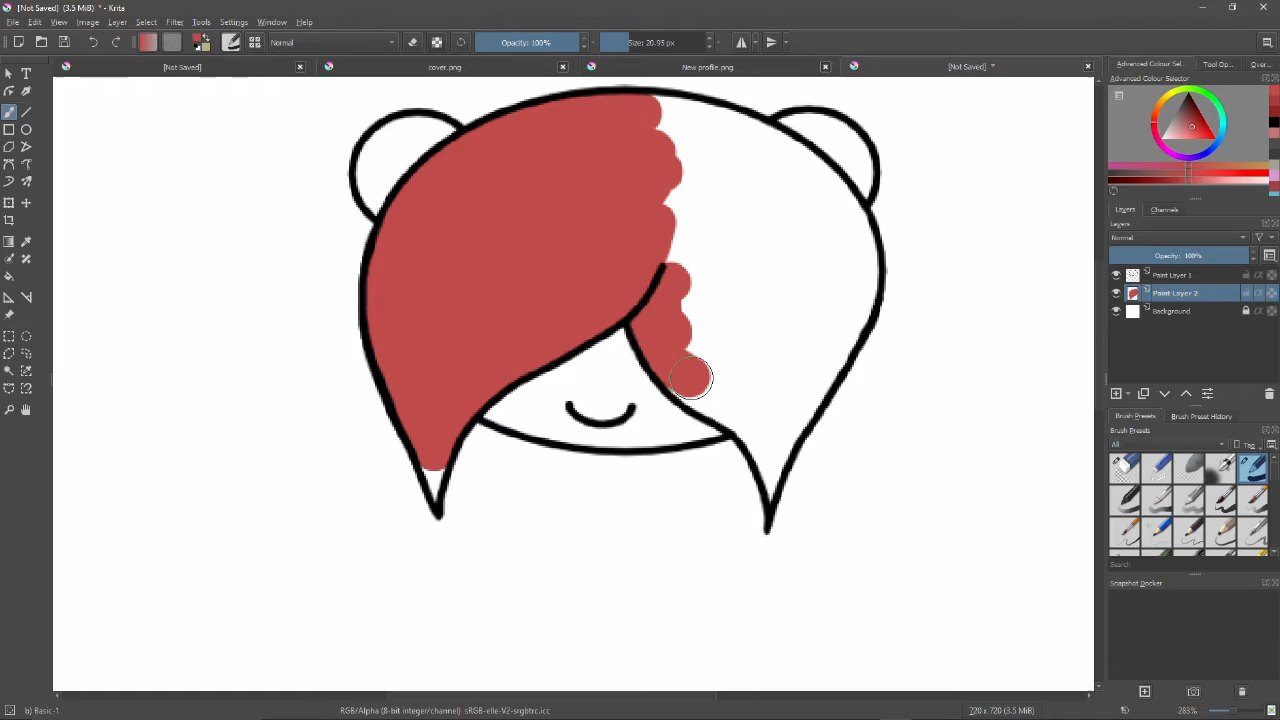 [Not Saved] (3.5 MiB) * - Krita
File Edit View Image Layer Select Filter Tools Settings Window Help
Normal Opacity: 100% Size: 20.95 px
[Not Saved] cover.png New profile.png [Not Saved]
Advanced Colour Sel... Tool Op... Over...
Advanced Colour Selector
Layers Channels
Layers
Normal
Opacity: 100%
Paint Layer 1
Paint Layer 2
Background
Brush Presets Brush Preset History
Brush Presets
All Tag
Search
Snapshot Docker
b) Basic-1 RGB/Alpha (8-bit integer/channel) sRGB-elle-V2-srgbtrc.icc 720 x 720 (3.5 MiB) 283%